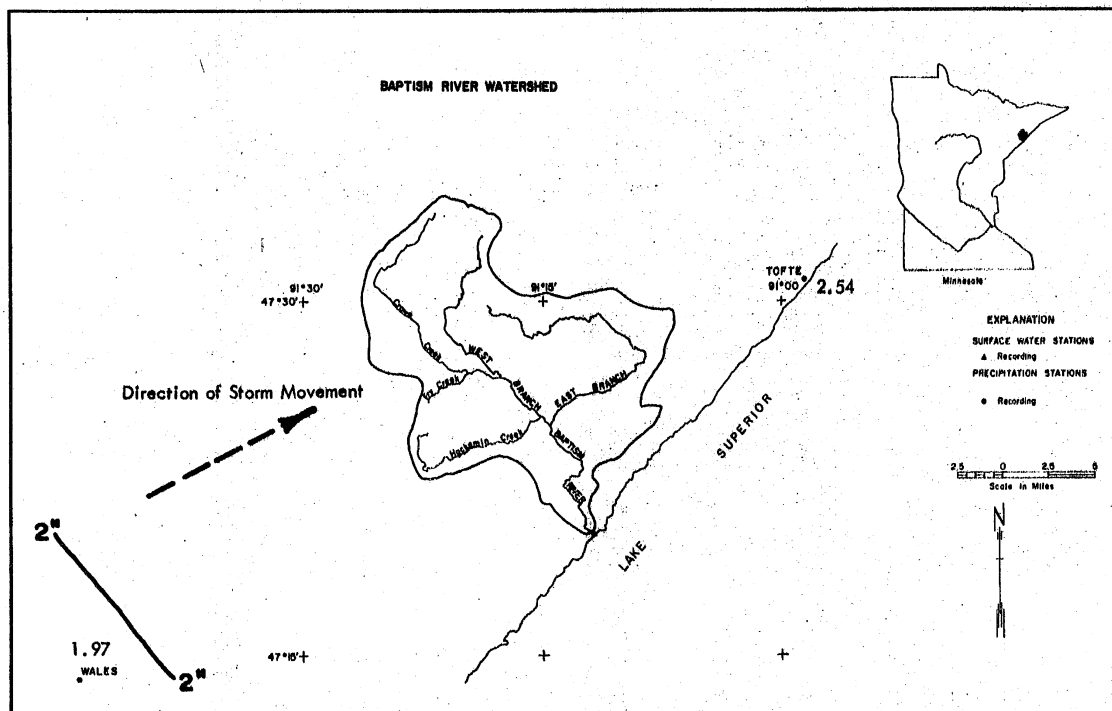 BAPTISM RIVER WATERSHED
Minnesota
TOFTE
91°00'
2.54
91°30'
47°30'
91°15'
EXPLANATION
SURFACE WATER STATIONS
▲ Recording
PRECIPITATION STATIONS
● Recording
Crown
Creek
WEST
BRANCH
Creek
EAST BRANCH
Direction of Storm Movement
Hockamin Creek
BAPTISM
RIVER
LAKE SUPERIOR
2.5 0 2.5 5
Scale in Miles
N
2"
2"
1.97
WALES
47°15'